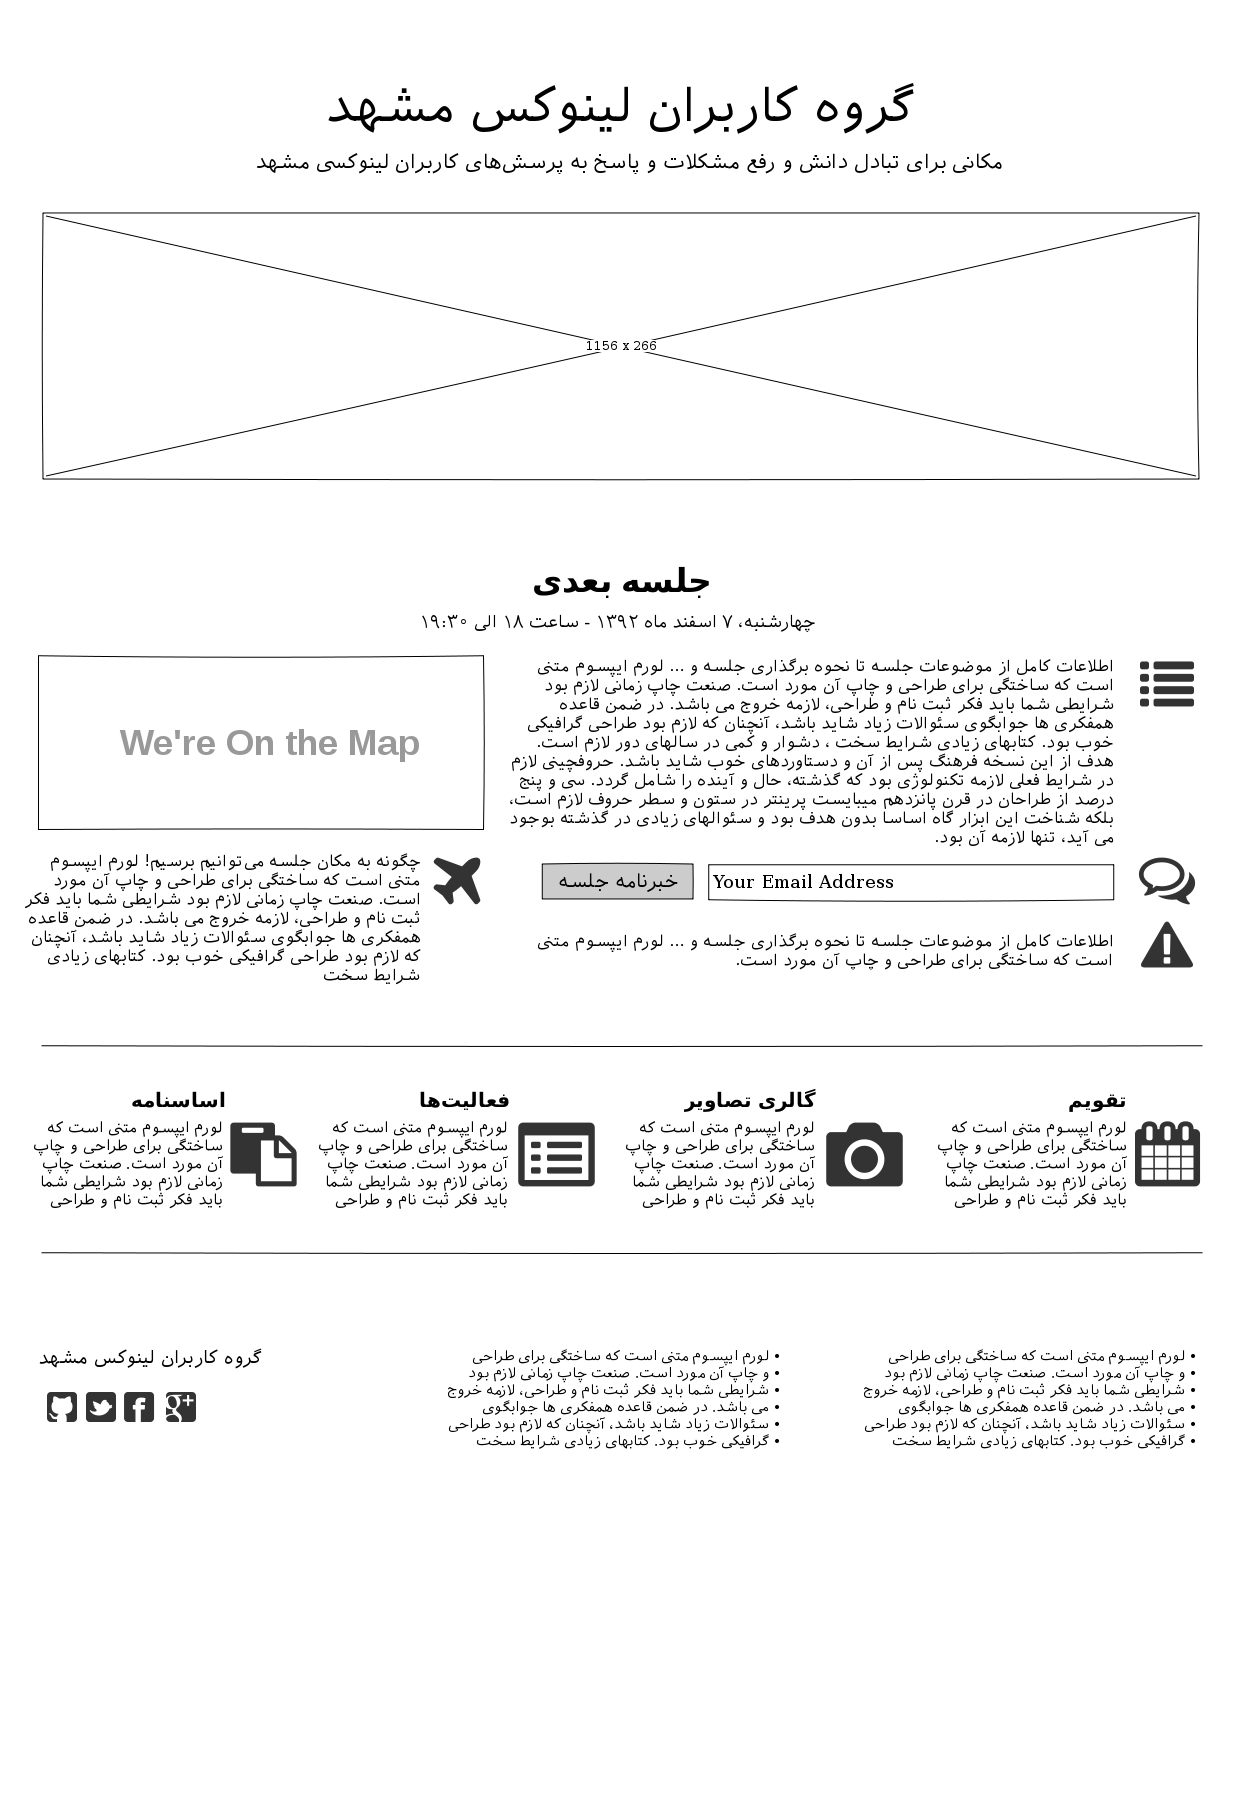 گروه کاربران لینوکس مشهد
مکانی برای تبادل دانش و رفع مشکلات و پاسخ به پرسش‌های کاربران لینوکسی مشهد
1156 x 266
جلسه بعدی
چهارشنبه، ۷ اسفند ماه ۱۳۹۲ - ساعت ۱۸ الی ۱۹:۳۰
اطلاعات کامل از موضوعات جلسه تا نحوه برگذاری جلسه و ... لورم ایپسوم متنی
است که ساختگی برای طراحی و چاپ آن مورد است. صنعت چاپ زمانی لازم بود
شرایطی شما باید فکر ثبت نام و طراحی، لازمه خروج می باشد. در ضمن قاعده
همفکری ها جوابگوی سئوالات زیاد شاید باشد، آنچنان که لازم بود طراحی گرافیکی
خوب بود. کتابهای زیادی شرایط سخت ، دشوار و کمی در سالهای دور لازم است.
هدف از این نسخه فرهنگ پس از آن و دستاوردهای خوب شاید باشد. حروفچینی لازم
در شرایط فعلی لازمه تکنولوژی بود که گذشته، حال و آینده را شامل گردد. سی و پنج
درصد از طراحان در قرن پانزدهم میبایست پرینتر در ستون و سطر حروف لازم است،
بلکه شناخت این ابزار گاه اساسا بدون هدف بود و سئوالهای زیادی در گذشته بوجود
می آید، تنها لازمه آن بود.
Your Email Address
خبرنامه جلسه
اطلاعات کامل از موضوعات جلسه تا نحوه برگذاری جلسه و ... لورم ایپسوم متنی
است که ساختگی برای طراحی و چاپ آن مورد است.
We're On the Map
چگونه به مکان جلسه می‌توانیم برسیم! لورم ایپسوم
متنی است که ساختگی برای طراحی و چاپ آن مورد
است. صنعت چاپ زمانی لازم بود شرایطی شما باید فکر
ثبت نام و طراحی، لازمه خروج می باشد. در ضمن قاعده
همفکری ها جوابگوی سئوالات زیاد شاید باشد، آنچنان
که لازم بود طراحی گرافیکی خوب بود. کتابهای زیادی
شرایط سخت
تقویم
لورم ایپسوم متنی است که
ساختگی برای طراحی و چاپ
آن مورد است. صنعت چاپ
زمانی لازم بود شرایطی شما
باید فکر ثبت نام و طراحی
گالری تصاویر
لورم ایپسوم متنی است که
ساختگی برای طراحی و چاپ
آن مورد است. صنعت چاپ
زمانی لازم بود شرایطی شما
باید فکر ثبت نام و طراحی
فعالیت‌ها
لورم ایپسوم متنی است که
ساختگی برای طراحی و چاپ
آن مورد است. صنعت چاپ
زمانی لازم بود شرایطی شما
باید فکر ثبت نام و طراحی
اساسنامه
لورم ایپسوم متنی است که
ساختگی برای طراحی و چاپ
آن مورد است. صنعت چاپ
زمانی لازم بود شرایطی شما
باید فکر ثبت نام و طراحی
• لورم ایپسوم متنی است که ساختگی برای طراحی
• و چاپ آن مورد است. صنعت چاپ زمانی لازم بود
• شرایطی شما باید فکر ثبت نام و طراحی، لازمه خروج
• می باشد. در ضمن قاعده همفکری ها جوابگوی
• سئوالات زیاد شاید باشد، آنچنان که لازم بود طراحی
• گرافیکی خوب بود. کتابهای زیادی شرایط سخت
• لورم ایپسوم متنی است که ساختگی برای طراحی
• و چاپ آن مورد است. صنعت چاپ زمانی لازم بود
• شرایطی شما باید فکر ثبت نام و طراحی، لازمه خروج
• می باشد. در ضمن قاعده همفکری ها جوابگوی
• سئوالات زیاد شاید باشد، آنچنان که لازم بود طراحی
• گرافیکی خوب بود. کتابهای زیادی شرایط سخت
گروه کاربران لینوکس مشهد
f g+